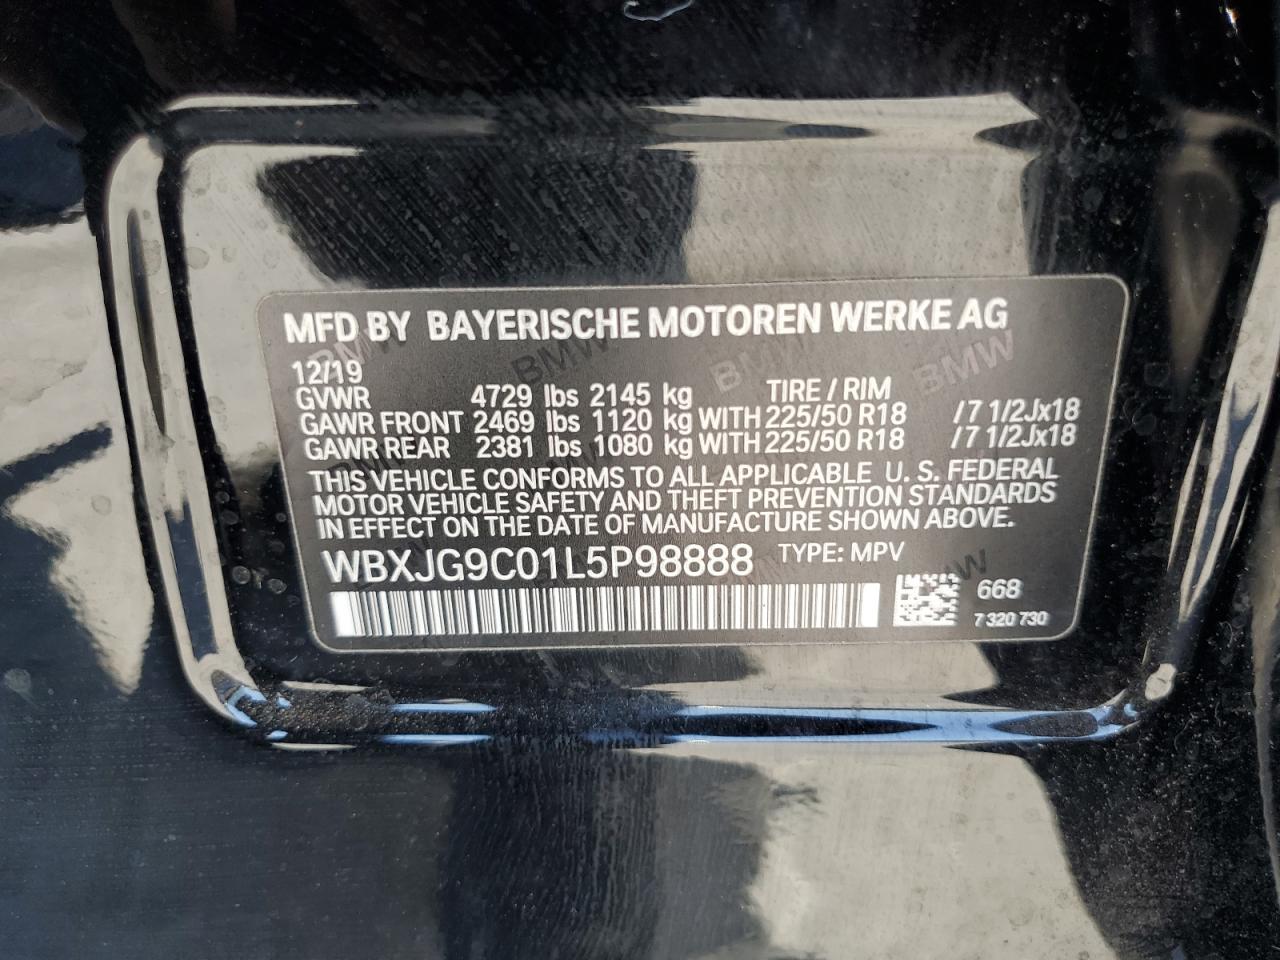 MFD BY BAYERISCHE MOTOREN WERKE AG
12/19
GVWR 4729 lbs 2145 kg TIRE / RIM
GAWR FRONT 2469 lbs 1120 kg WITH 225/50 R18 /7 1/2Jx18
GAWR REAR 2381 lbs 1080 kg WITH 225/50 R18 /7 1/2Jx18
THIS VEHICLE CONFORMS TO ALL APPLICABLE U. S. FEDERAL
MOTOR VEHICLE SAFETY AND THEFT PREVENTION STANDARDS
IN EFFECT ON THE DATE OF MANUFACTURE SHOWN ABOVE.
WBXJG9C01L5P98888 TYPE: MPV
668
7 320 730